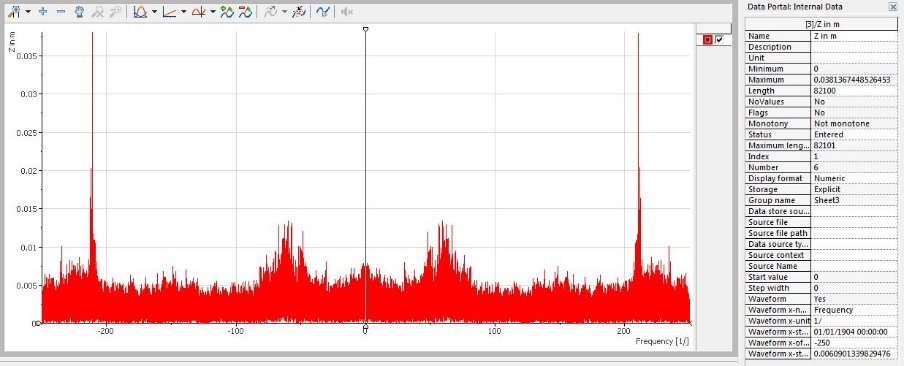 Data Portal: Internal Data
[3]/Z in m
Name Z in m
Description
Unit
Minimum 0
Maximum 0.0381367448526453
Length 82100
NoValues No
Flags No
Monotony Not monotone
Status Entered
Maximum leng... 82101
Index 1
Number 6
Display format Numeric
Storage Explicit
Group name Sheet3
Data store sou...
Source file
Source file path
Data source ty...
Source context
Source Name
Start value 0
Step width 0
Waveform Yes
Waveform x-n... Frequency
Waveform x-unit 1/
Waveform x-st... 01/01/1904 00:00:00
Waveform x-of... -250
Waveform x-st... 0.0060901339829476
Z in m
0.035
0.03
0.025
0.02
0.015
0.01
0.005
0
-200 -100 0 100 200
Frequency [1/]